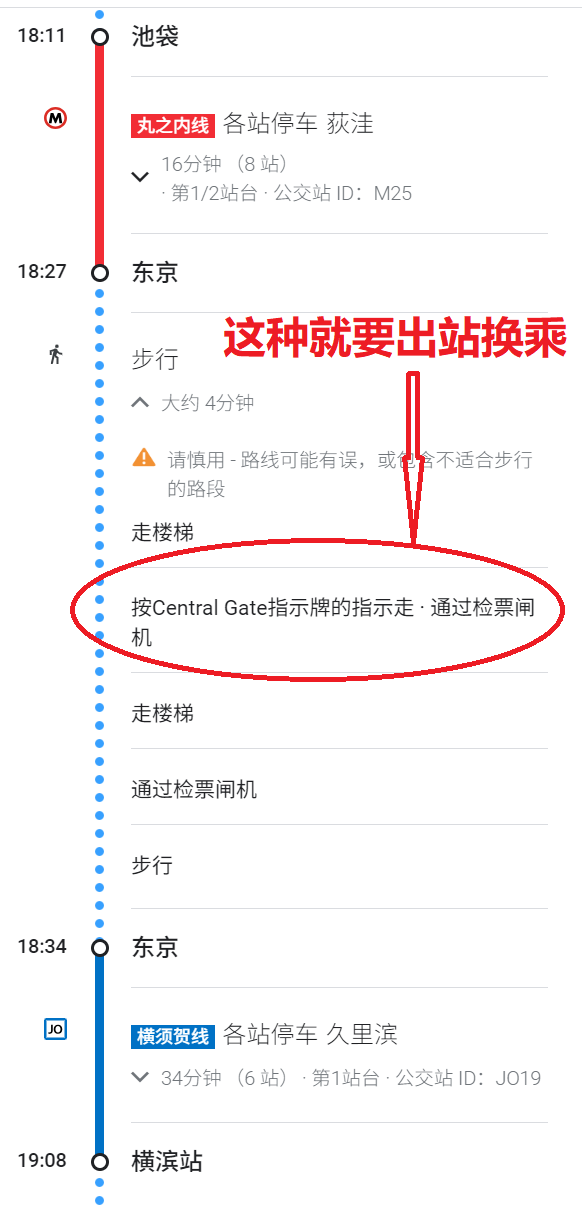 18:11 池袋
M 丸之内线 各站停车 荻洼
16分钟 （8 站）
· 第1/2站台 · 公交站 ID：M25
18:27 东京
这种就要出站换乘
步行
大约 4分钟
请慎用 - 路线可能有误，或包含不适合步行
的路段
走楼梯
按Central Gate指示牌的指示走 · 通过检票闸
机
走楼梯
通过检票闸机
步行
18:34 东京
JO 横须贺线 各站停车 久里滨
34分钟 （6 站） · 第1站台 · 公交站 ID：JO19
19:08 横滨站